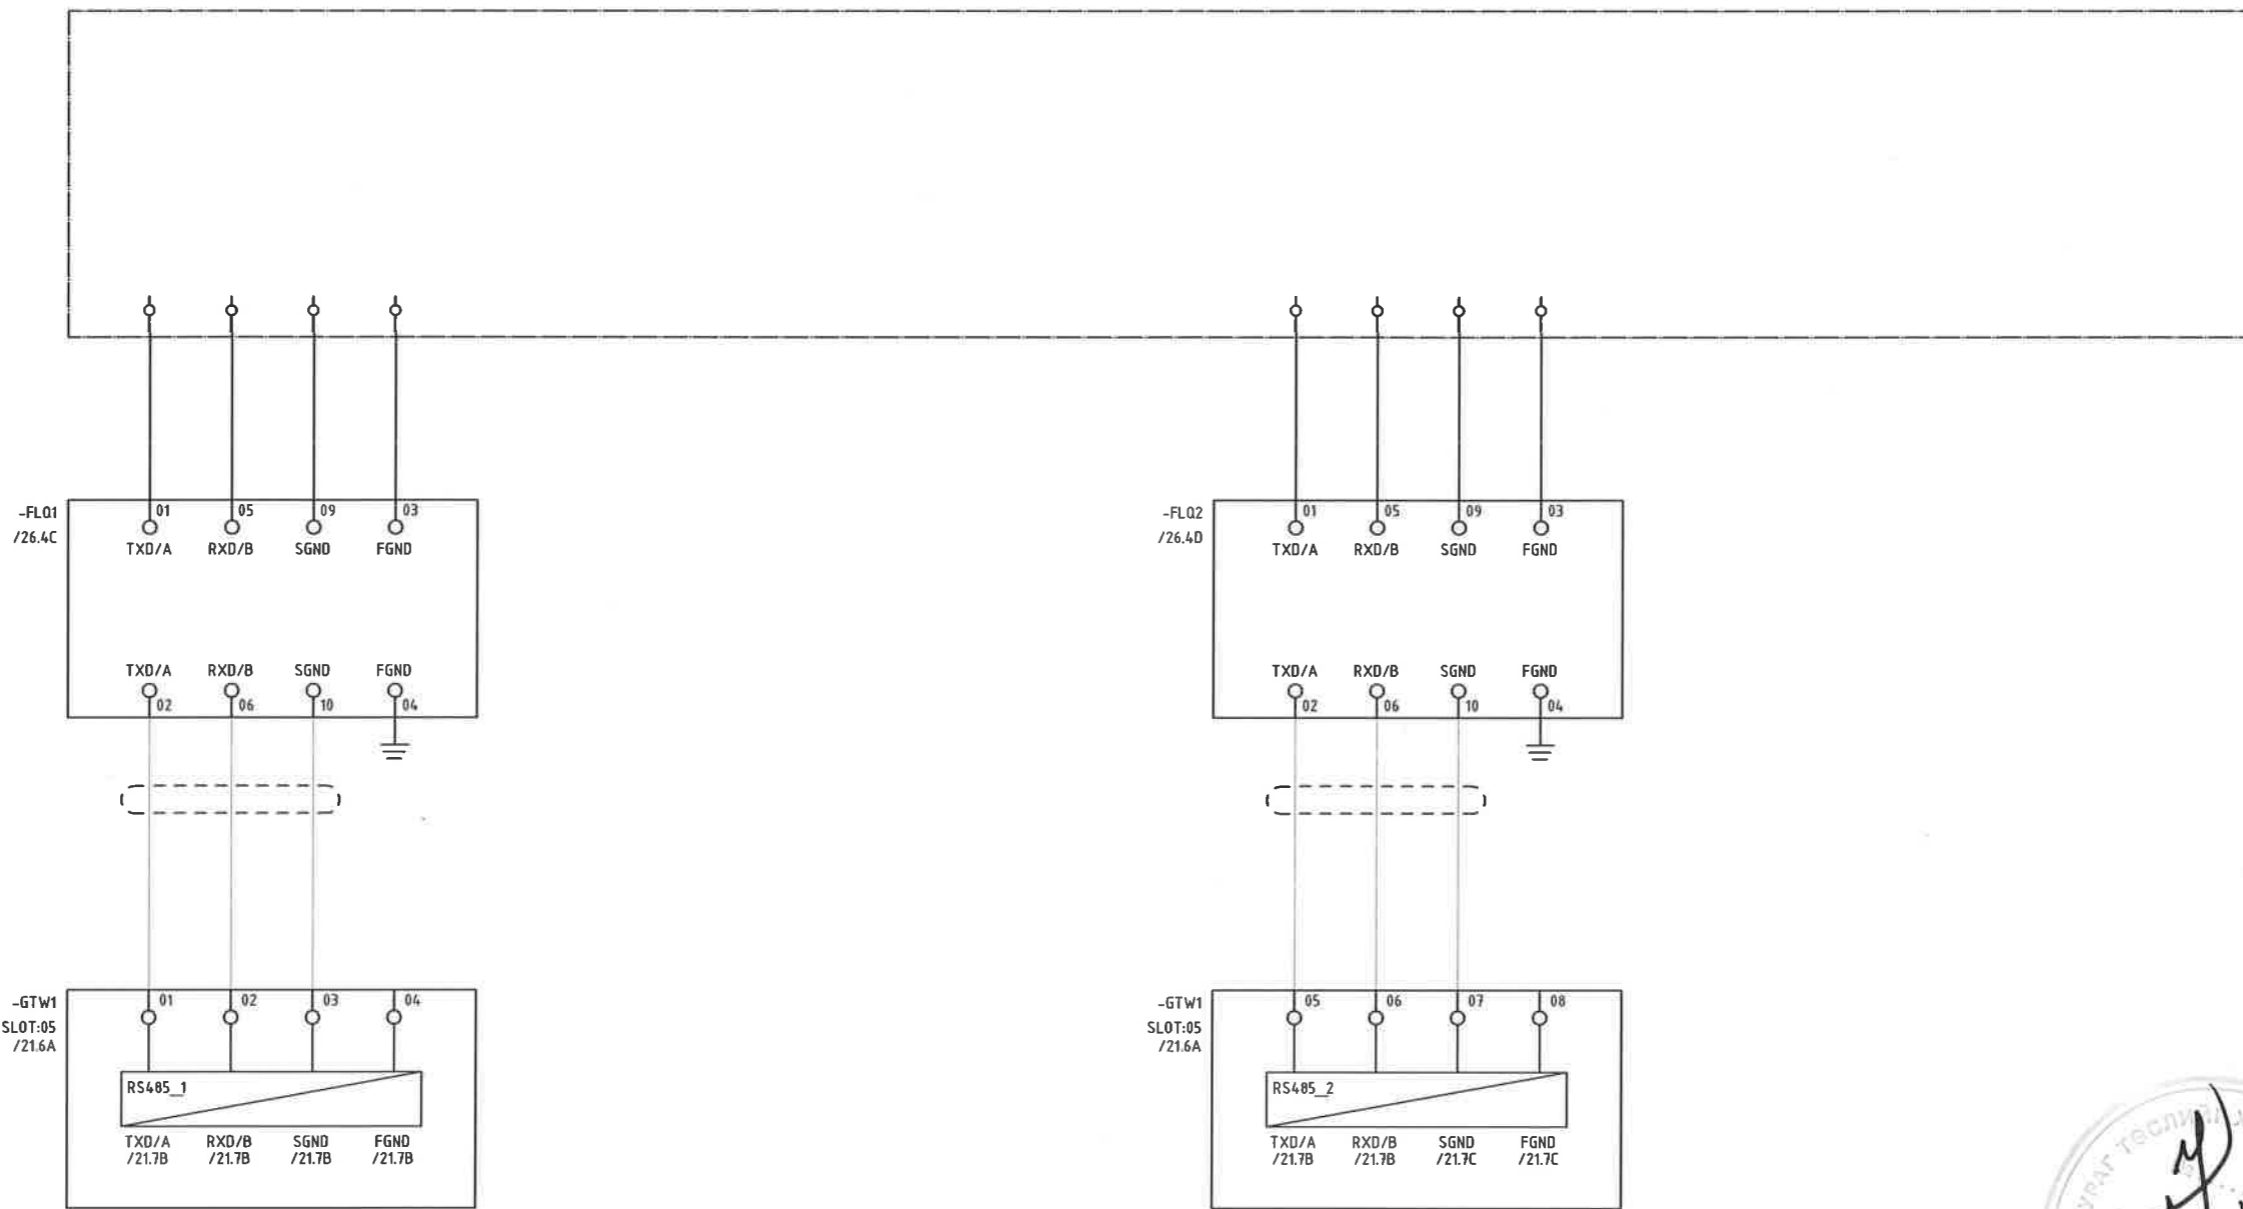 -FLQ1
/26.4C
01 05 09 03
TXD/A RXD/B SGND FGND
TXD/A RXD/B SGND FGND
02 06 10 04
-FLQ2
/26.4D
01 05 09 03
TXD/A RXD/B SGND FGND
TXD/A RXD/B SGND FGND
02 06 10 04
-GTW1
SLOT:05
/21.6A
01 02 03 04
RS485_1
TXD/A RXD/B SGND FGND
/21.7B /21.7B /21.7B /21.7B
-GTW1
SLOT:05
/21.6A
05 06 07 08
RS485_2
TXD/A RXD/B SGND FGND
/21.7B /21.7B /21.7C /21.7C